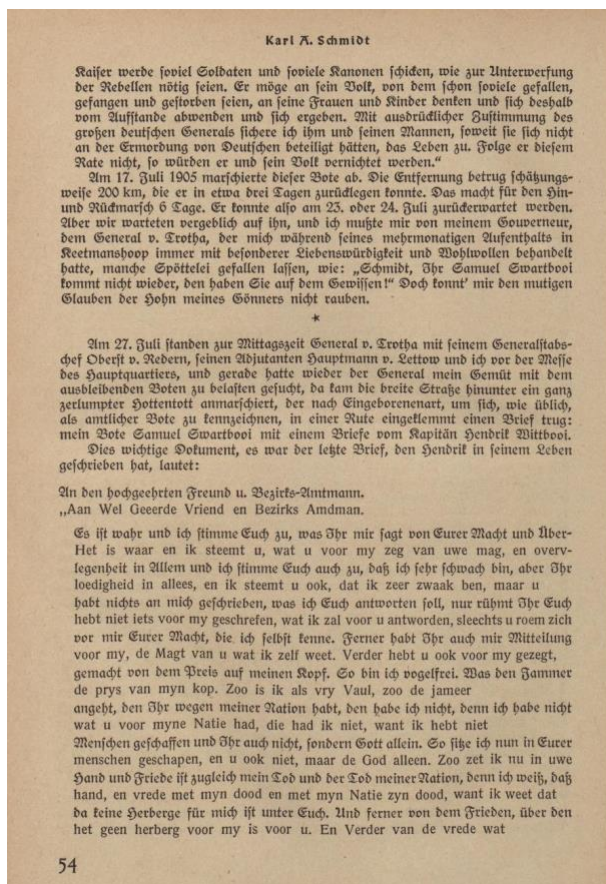 Karl A. Schmidt
Kaiser werde soviel Soldaten und soviele Kanonen schicken, wie zur Unterwerfung
der Rebellen nötig seien. Er möge an sein Volk, von dem schon soviele gefallen,
gefangen und gestorben seien, an seine Frauen und Kinder denken und sich deshalb
vom Aufstande abwenden und sich ergeben. Mit ausdrücklicher Zustimmung des
großen deutschen Generals sichere ich ihm und seinen Mannen, soweit sie sich nicht
an der Ermordung von Deutschen beteiligt hätten, das Leben zu. Folge er diesem
Rate nicht, so würden er und sein Volk vernichtet werden.“
Am 17. Juli 1905 marschierte dieser Bote ab. Die Entfernung betrug schätzungs-
weise 200 km, die er in etwa drei Tagen zurücklegen konnte. Das macht für den Hin-
und Rückmarsch 6 Tage. Er konnte also am 23. oder 24. Juli zurückerwartet werden.
Aber wir warteten vergeblich auf ihn, und ich mußte mir von meinem Gouverneur,
dem General v. Trotha, der mich während seines mehrmonatigen Aufenthalts in
Keetmanshoop immer mit besonderer Liebenswürdigkeit und Wohlwollen behandelt
hatte, manche Spöttelei gefallen lassen, wie: „Schmidt, Ihr Samuel Swartbooi
kommt nicht wieder, den haben Sie auf dem Gewissen!“ Doch konnt' mir den mutigen
Glauben der Hohn meines Gönners nicht rauben.
*
Am 27. Juli standen zur Mittagszeit General v. Trotha mit seinem Generalstabs-
chef Oberst v. Redern, seinen Adjutanten Hauptmann v. Lettow und ich vor der Messe
des Hauptquartiers, und gerade hatte wieder der General mein Gemüt mit dem
ausbleibenden Boten zu belasten gesucht, da kam die breite Straße hinunter ein ganz
zerlumpter Hottentott anmarschiert, der nach Eingeborenenart, um sich, wie üblich,
als amtlicher Bote zu kennzeichnen, in einer Rute eingeklemmt einen Brief trug:
mein Bote Samuel Swartbooi mit einem Briefe vom Kapitän Hendrik Wittbooi.
Dies wichtige Dokument, es war der letzte Brief, den Hendrik in seinem Leben
geschrieben hat, lautet:
An den hochgeehrten Freund u. Bezirks-Amtmann.
„Aan Wel Geeerde Vriend en Bezirks Amdman.
Es ist wahr und ich stimme Euch zu, was Ihr mir sagt von Eurer Macht und Über-
Het is waar en ik steemt u, wat u voor my zeg van uwe mag, en overv-
legenheit in Allem und ich stimme Euch auch zu, daß ich sehr schwach bin, aber Ihr
loedigheid in allees, en ik steemt u ook, dat ik zeer zwaak ben, maar u
habt nichts an mich geschrieben, was ich Euch antworten soll, nur rühmt Ihr Euch
hebt niet iets voor my geschrefen, wat ik zal voor u antworden, sleechts u roem zich
vor mir Eurer Macht, die ich selbst kenne. Ferner habt Ihr auch mir Mitteilung
voor my, de Magt van u wat ik zelf weet. Verder hebt u ook voor my gezegt,
gemacht von dem Preis auf meinen Kopf. So bin ich vogelfrei. Was den Jammer
de prys van myn kop. Zoo is ik als vry Vaul, zoo de jameer
angeht, den Ihr wegen meiner Nation habt, den habe ich nicht, denn ich habe nicht
wat u voor myne Natie had, die had ik niet, want ik hebt niet
Menschen geschaffen und Ihr auch nicht, sondern Gott allein. So sitze ich nun in Eurer
menschen geschapen, en u ook niet, maar de God alleen. Zoo zet ik nu in uwe
Hand und Friede ist zugleich mein Tod und der Tod meiner Nation, denn ich weiß, daß
hand, en vrede met myn dood en met myn Natie zyn dood, want ik weet dat
da keine Herberge für mich ist unter Euch. Und ferner von dem Frieden, über den
het geen herberg voor my is voor u. En Verder van de vrede wat
54